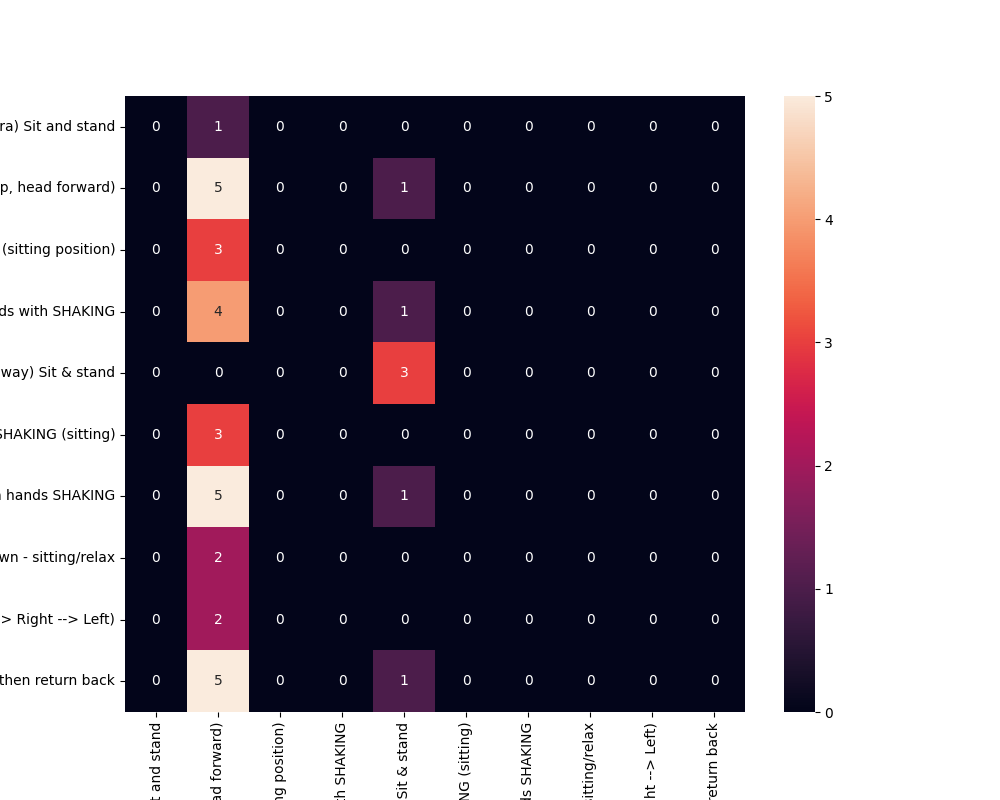 ra) Sit and stand 0 1 0 0 0 0 0 0 0 0
p, head forward) 0 5 0 0 1 0 0 0 0 0
(sitting position) 0 3 0 0 0 0 0 0 0 0
ds with SHAKING 0 4 0 0 1 0 0 0 0 0
way) Sit & stand 0 0 0 0 3 0 0 0 0 0
SHAKING (sitting) 0 3 0 0 0 0 0 0 0 0
hands SHAKING 0 5 0 0 1 0 0 0 0 0
wn - sitting/relax 0 2 0 0 0 0 0 0 0 0
> Right --> Left) 0 2 0 0 0 0 0 0 0 0
then return back 0 5 0 0 1 0 0 0 0 0
t and stand
ad forward)
ng position)
th SHAKING
Sit & stand
NG (sitting)
ds SHAKING
sitting/relax
ht --> Left)
return back
5
4
3
2
1
0